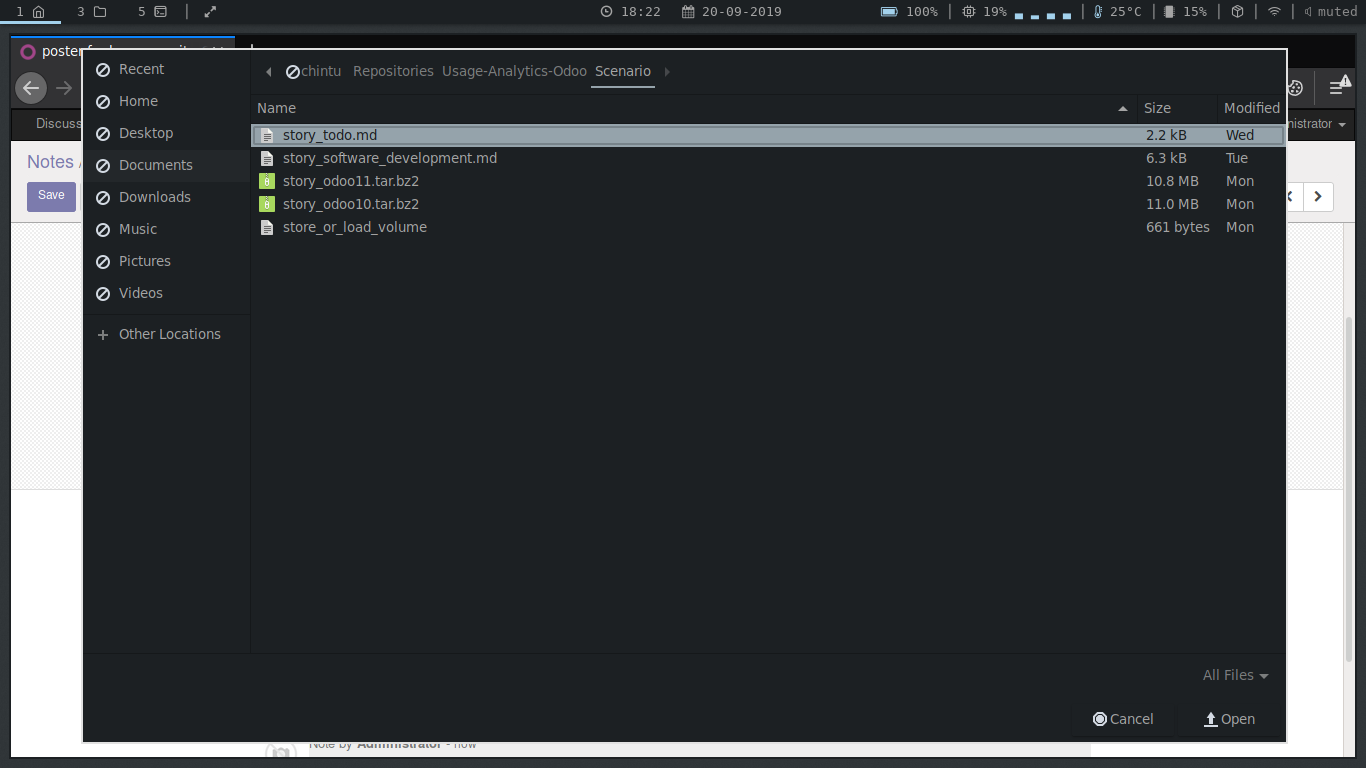 1 3 5 18:22 20-09-2019 100% 19% 25°C 15% muted
poster
Recent chintu Repositories Usage-Analytics-Odoo Scenario
Home Name Size Modified
Discuss nistrator
Desktop story_todo.md 2.2 kB Wed
story_software_development.md 6.3 kB Tue
Notes /
Documents
story_odoo11.tar.bz2 10.8 MB Mon
Save Downloads story_odoo10.tar.bz2 11.0 MB Mon
Music store_or_load_volume 661 bytes Mon
Pictures
Videos
Other Locations
All Files
Cancel Open
Note by Administrator - now